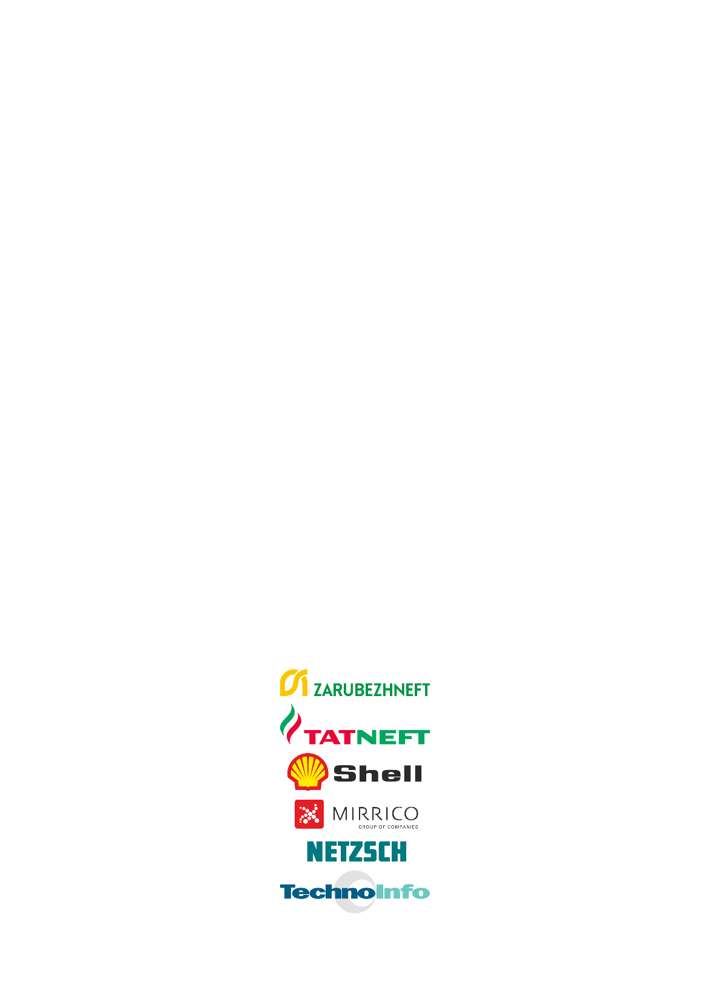 ZARUBEZHNEFT
TATNEFT
Shell
MIRRICO
GROUP OF COMPANIES
NETZSCH
TechnoInfo